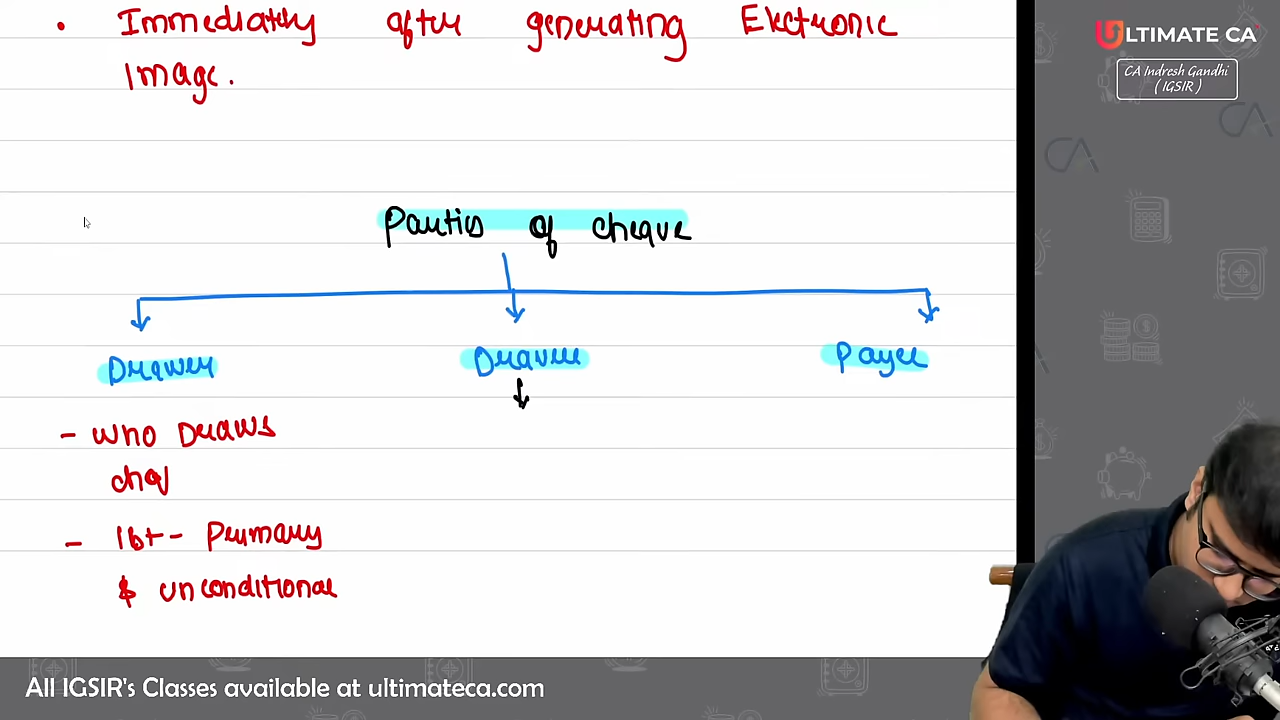 • Immediately after generating Electronic
Image.
ULTIMATE CA
CA Indresh Gandhi
( IGSIR )
Parties of cheque
Drawer Drawee Payee
- Who Draws
chq
- lbt - Primary
& unconditional
All IGSIR's Classes available at ultimateca.com